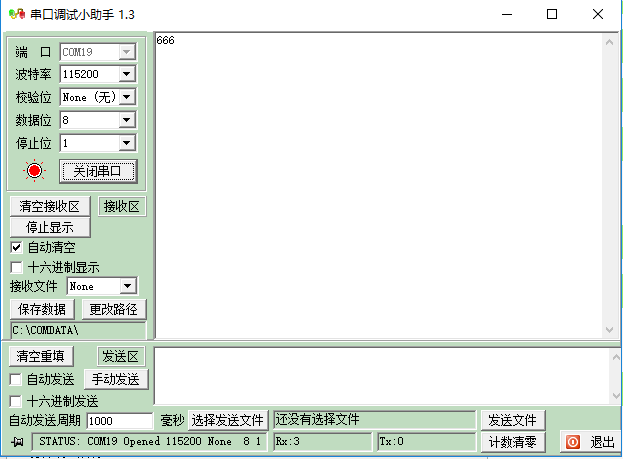 串口调试小助手 1.3
端 口 COM19
波特率 115200
校验位 None (无)
数据位 8
停止位 1
关闭串口
清空接收区 接收区
停止显示
自动清空
十六进制显示
接收文件 None
保存数据 更改路径
C:\COMDATA\
666
清空重填 发送区
自动发送 手动发送
十六进制发送
自动发送周期 1000 毫秒 选择发送文件 还没有选择文件 发送文件
STATUS: COM19 Opened 115200 None 8 1 Rx:3 Tx:0 计数清零 退出